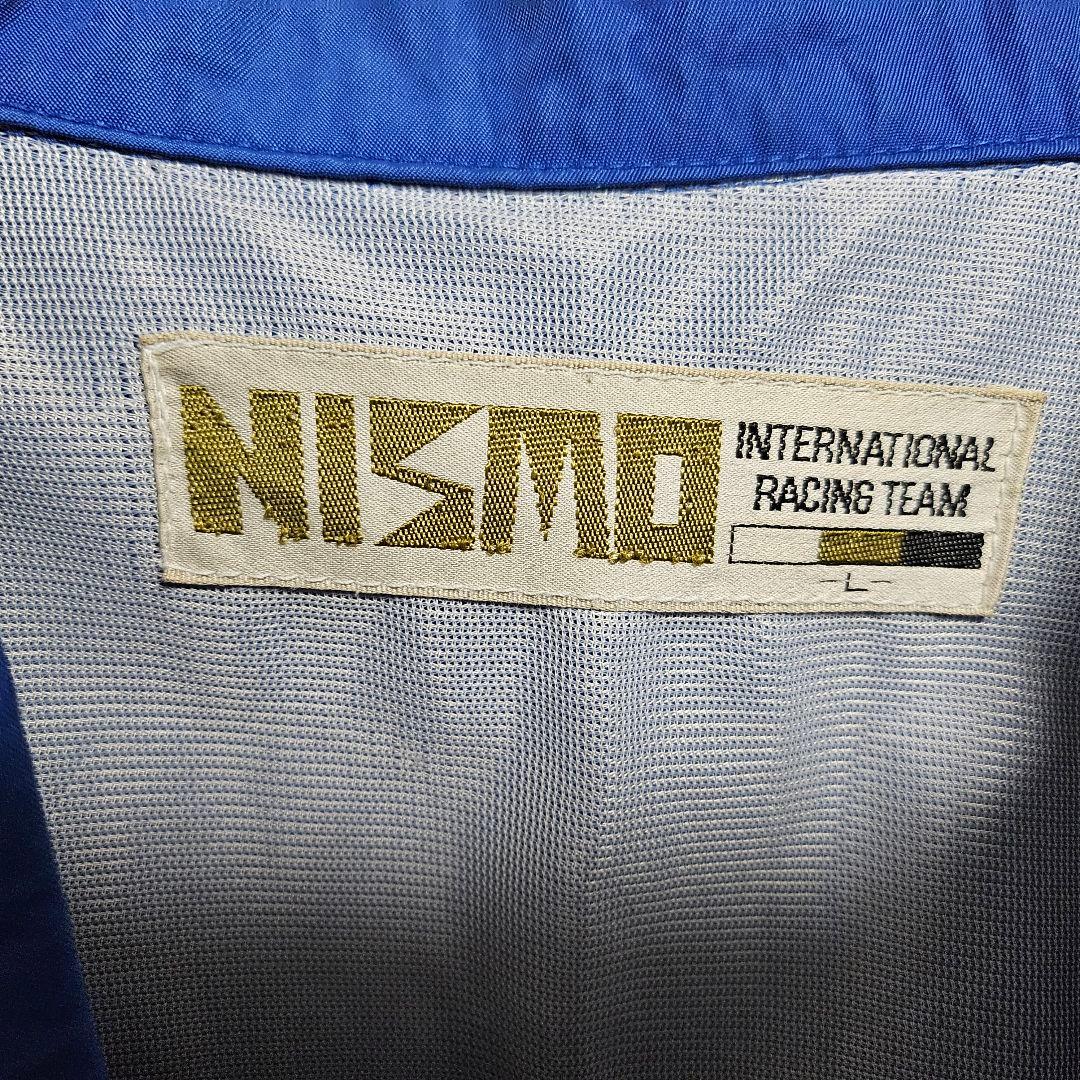 NISMO
INTERNATIONAL
RACING TEAM
-L-